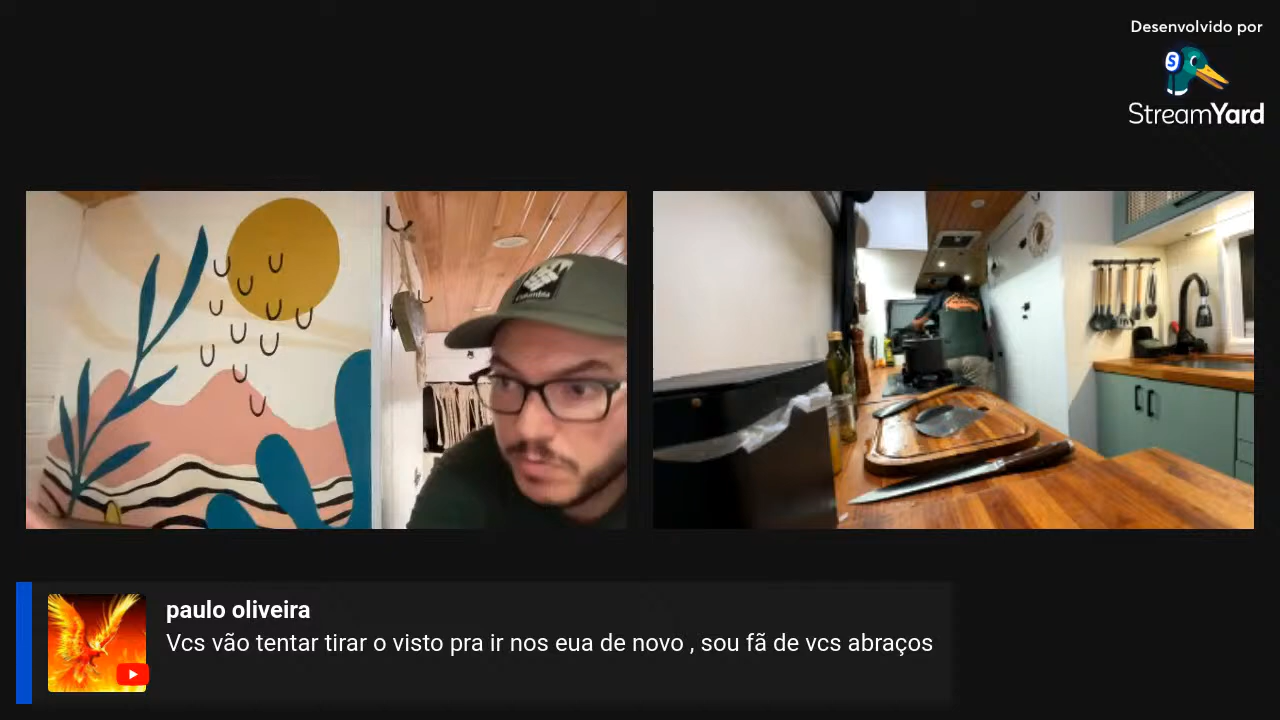 Desenvolvido por
StreamYard
Columbia
paulo oliveira
Vcs vão tentar tirar o visto pra ir nos eua de novo , sou fã de vcs abraços